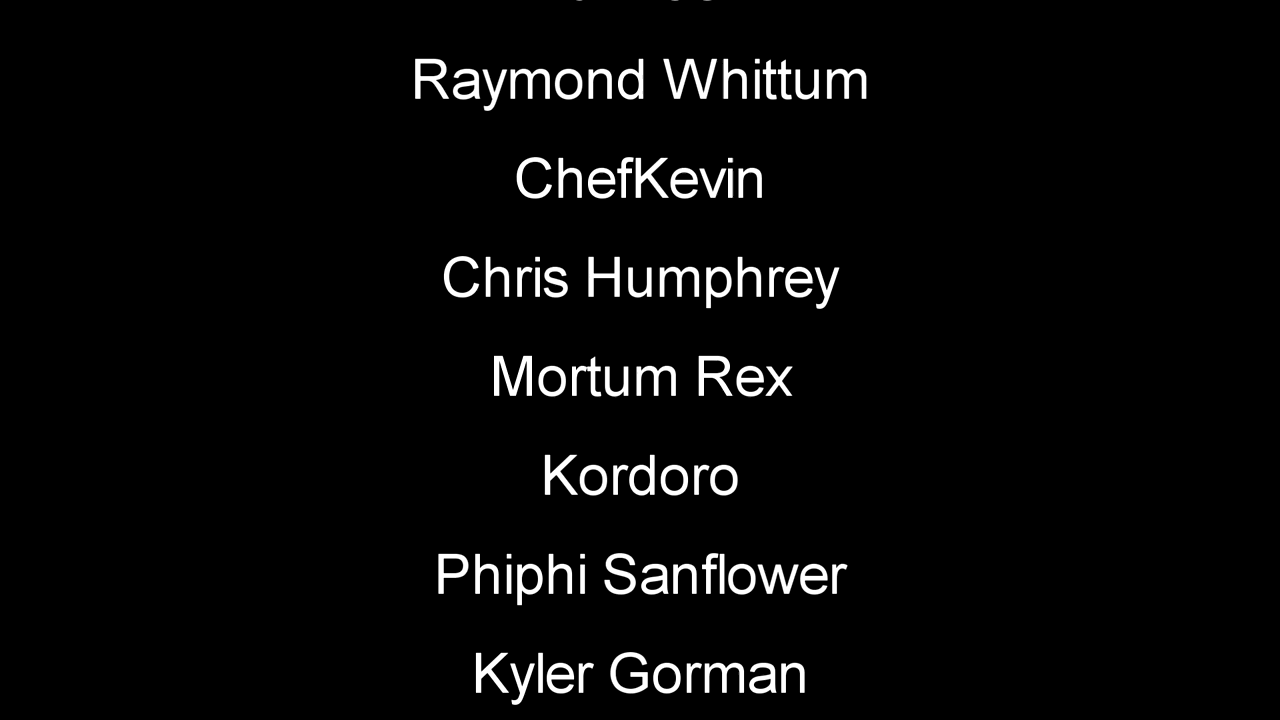 Raymond Whittum
ChefKevin
Chris Humphrey
Mortum Rex
Kordoro
Phiphi Sanflower
Kyler Gorman